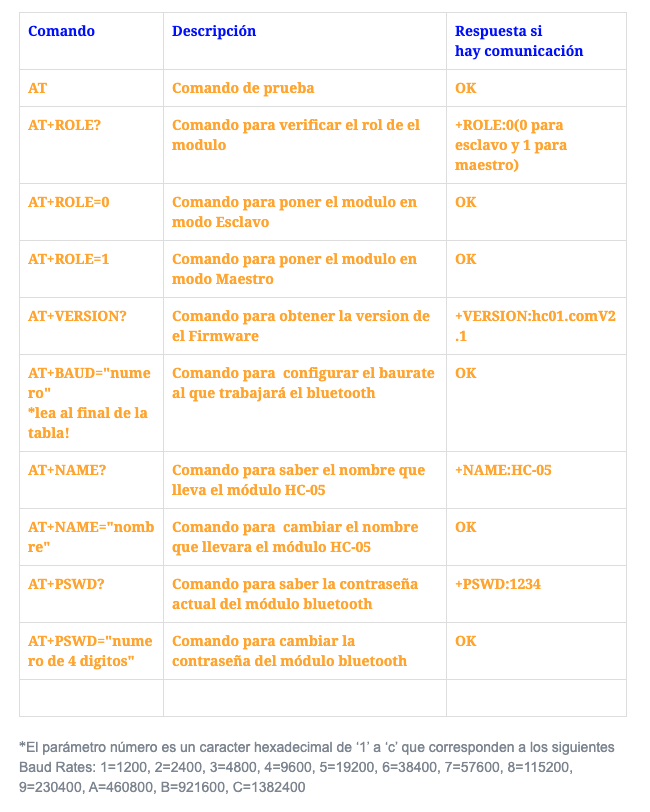 Comando
Descripción
Respuesta si
hay comunicación
AT
Comando de prueba
OK
AT+ROLE?
Comando para verificar el rol de el
modulo
+ROLE:0(0 para
esclavo y 1 para
maestro)
AT+ROLE=0
Comando para poner el modulo en
modo Esclavo
OK
AT+ROLE=1
Comando para poner el modulo en
modo Maestro
OK
AT+VERSION?
Comando para obtener la version de
el Firmware
+VERSION:hc01.comV2
.1
AT+BAUD="nume
ro"
*lea al final de la
tabla!
Comando para  configurar el baurate
al que trabajará el bluetooth
OK
AT+NAME?
Comando para saber el nombre que
lleva el módulo HC-05
+NAME:HC-05
AT+NAME="nomb
re"
Comando para  cambiar el nombre
que llevara el módulo HC-05
OK
AT+PSWD?
Comando para saber la contraseña
actual del módulo bluetooth
+PSWD:1234
AT+PSWD="nume
ro de 4 digitos"
Comando para cambiar la
contraseña del módulo bluetooth
OK
*El parámetro número es un caracter hexadecimal de ‘1’ a ‘c’ que corresponden a los siguientes
Baud Rates: 1=1200, 2=2400, 3=4800, 4=9600, 5=19200, 6=38400, 7=57600, 8=115200,
9=230400, A=460800, B=921600, C=1382400